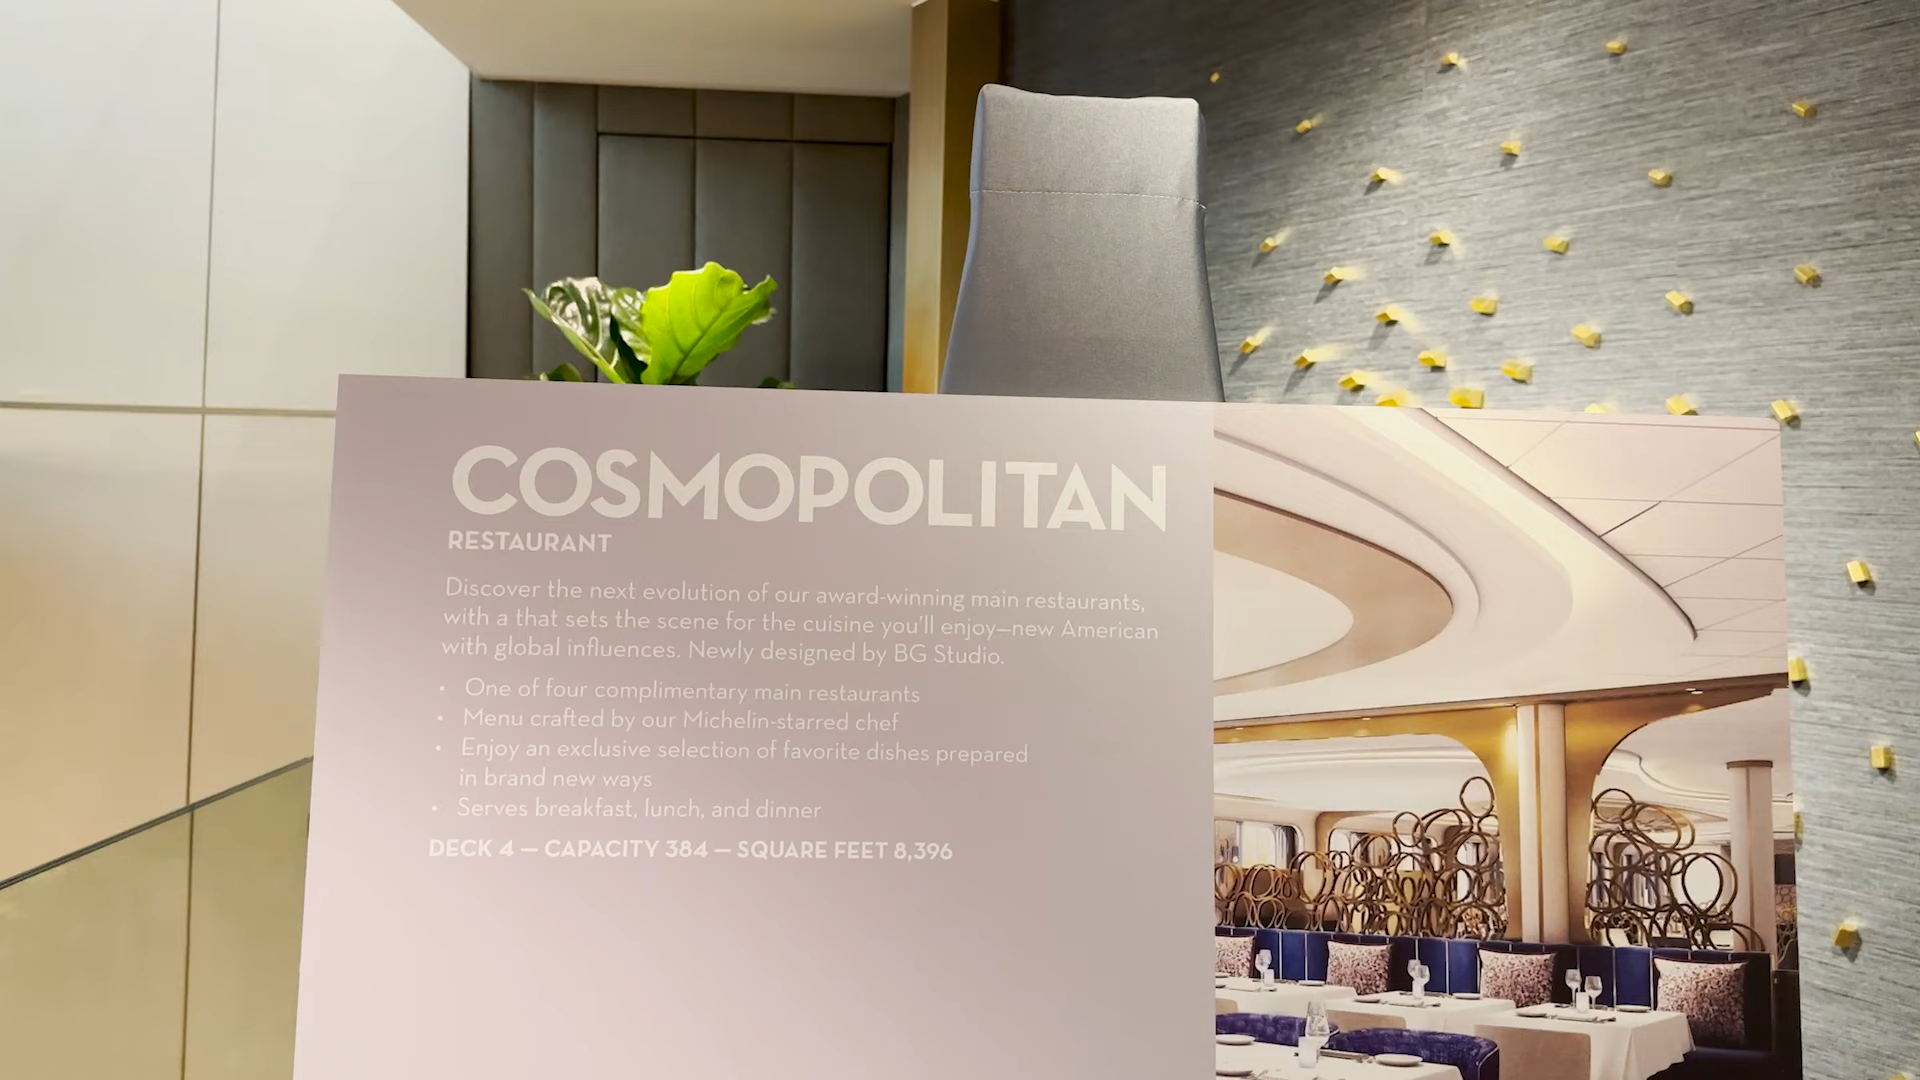 COSMOPOLITAN
RESTAURANT
Discover the next evolution of our award-winning main restaurants,
with a that sets the scene for the cuisine you'll enjoy—new American
with global influences. Newly designed by BG Studio.
• One of four complimentary main restaurants
• Menu crafted by our Michelin-starred chef
• Enjoy an exclusive selection of favorite dishes prepared
in brand new ways
• Serves breakfast, lunch, and dinner
DECK 4 — CAPACITY 384 — SQUARE FEET 8,396